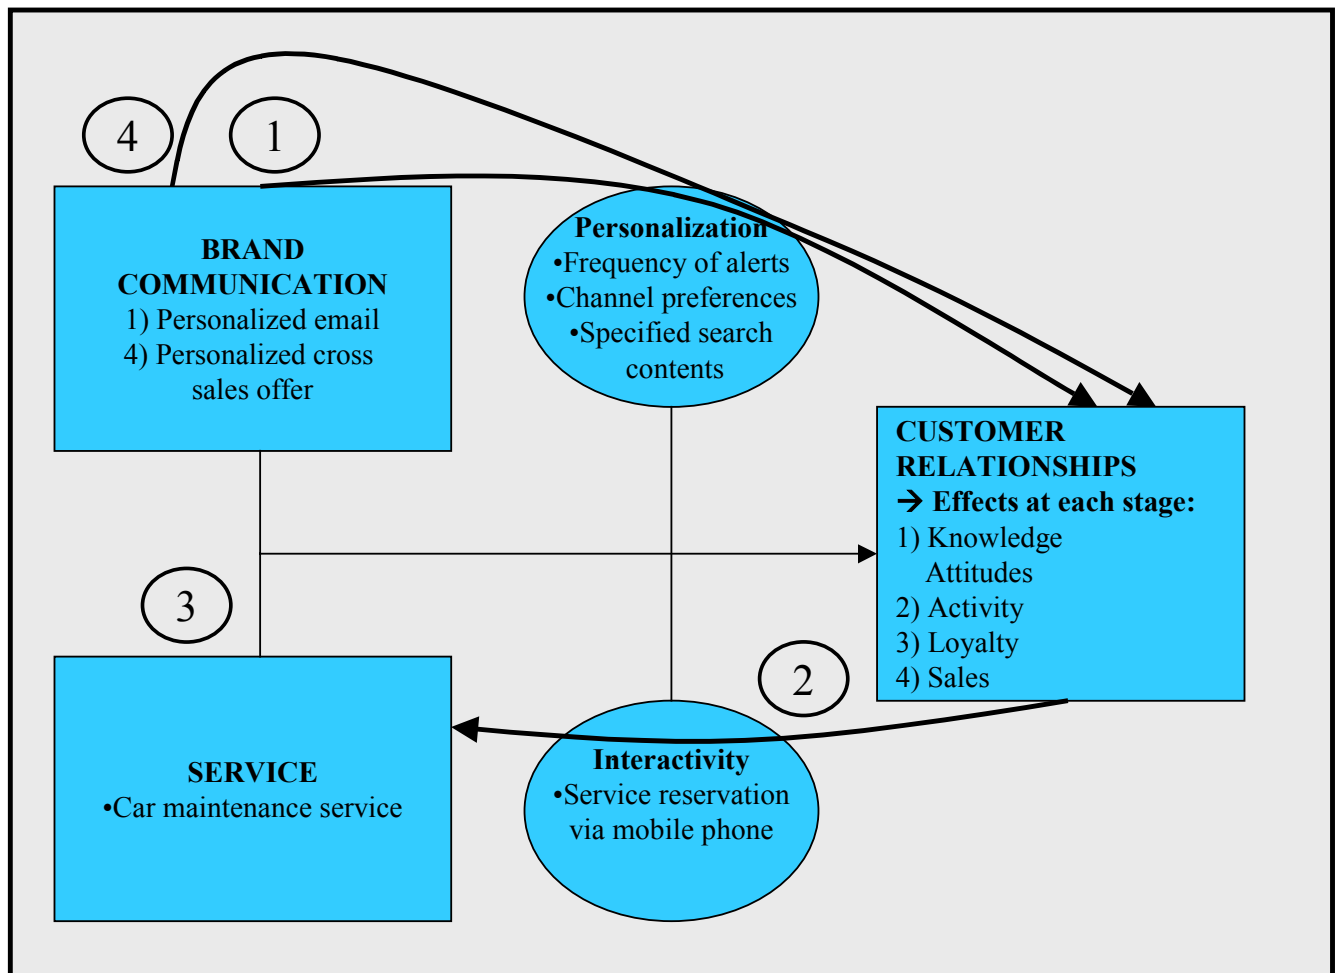 4
1
BRAND
COMMUNICATION
1) Personalized email
4) Personalized cross
sales offer
Personalization
•Frequency of alerts
•Channel preferences
•Specified search
contents
CUSTOMER
RELATIONSHIPS
→ Effects at each stage:
1) Knowledge
Attitudes
2) Activity
3) Loyalty
4) Sales
3
2
SERVICE
•Car maintenance service
Interactivity
•Service reservation
via mobile phone